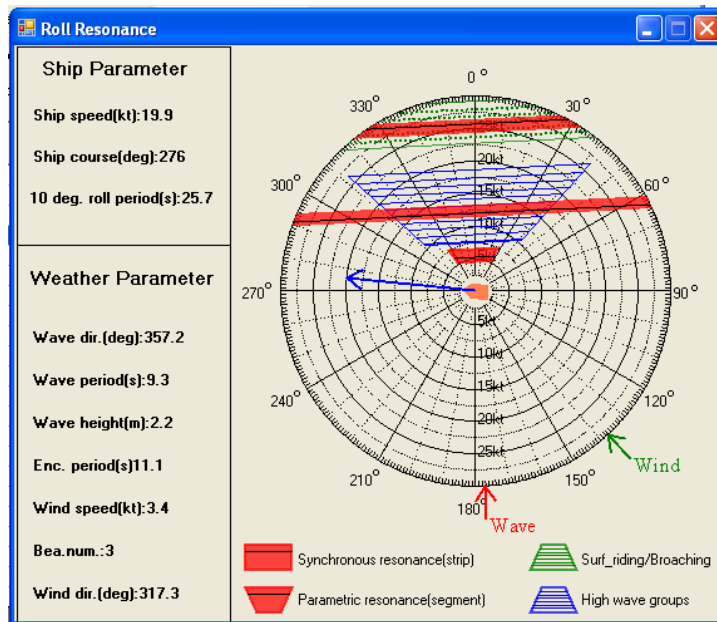 Roll Resonance
Ship Parameter
Ship speed(kt):19.9
Ship course(deg):276
10 deg. roll period(s):25.7
Weather Parameter
Wave dir.(deg):357.2
Wave period(s):9.3
Wave height(m):2.2
Enc. period(s)11.1
Wind speed(kt):3.4
Bea.num.:3
Wind dir.(deg):317.3
0 o
330 o
30 o
300 o
60 o
270 o
90 o
240 o
120 o
210 o
150 o
180 o
20kt
15kt
10kt
5kt
5kt
10kt
15kt
20kt
25kt
Wind
Wave
Synchronous resonance(strip)
Surf_riding/Broaching
Parametric resonance(segment)
High wave groups